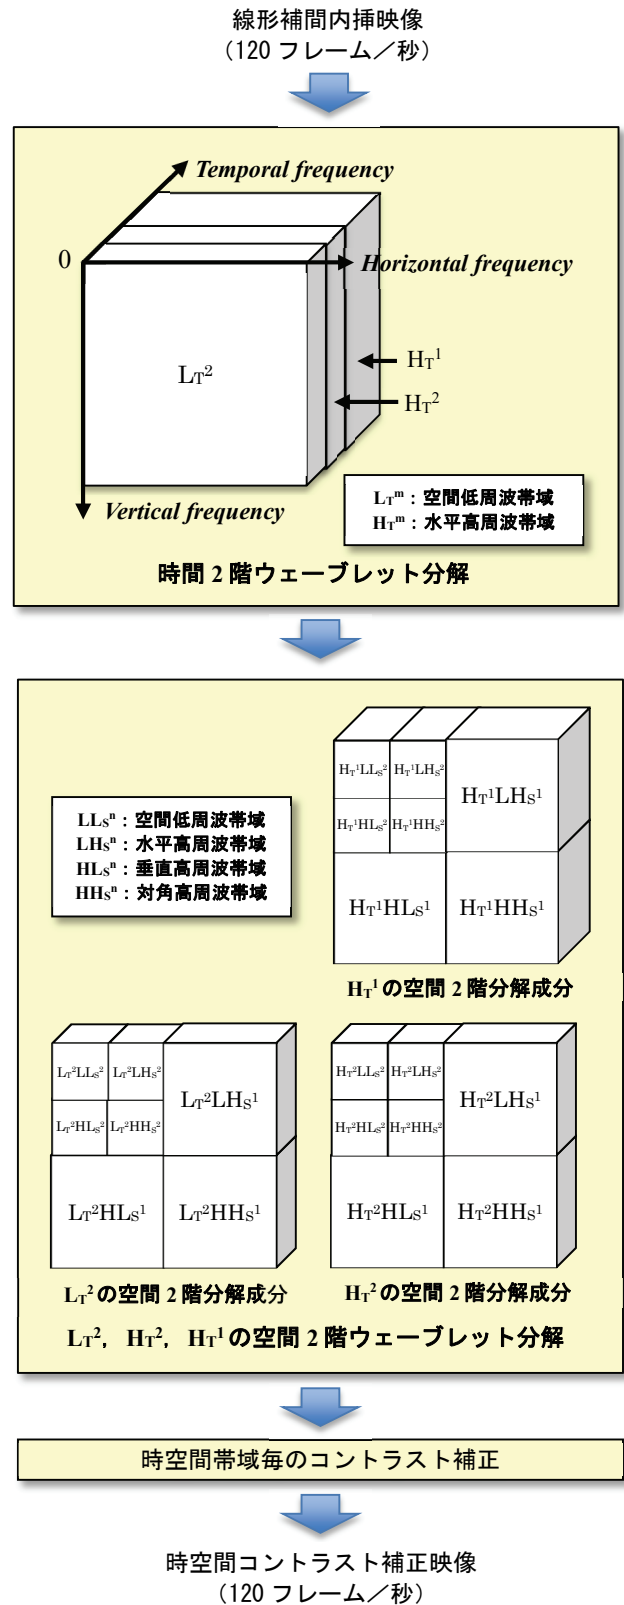 線形補間内挿映像
（120 フレーム／秒）
Temporal frequency
0
Horizontal frequency
L_T^2
H_T^1
H_T^2
Vertical frequency
L_T^m：空間低周波帯域
H_T^m：水平高周波帯域
時間 2 階ウェーブレット分解
LL_S^n：空間低周波帯域
LH_S^n：水平高周波帯域
HL_S^n：垂直高周波帯域
HH_S^n：対角高周波帯域
H_T^1LL_S^2 H_T^1LH_S^2
H_T^1LH_S^1
H_T^1HL_S^2 H_T^1HH_S^2
H_T^1HL_S^1 H_T^1HH_S^1
H_T^1 の空間 2 階分解成分
L_T^2LL_S^2 L_T^2LH_S^2
L_T^2LH_S^1
L_T^2HL_S^2 L_T^2HH_S^2
L_T^2HL_S^1 L_T^2HH_S^1
L_T^2 の空間 2 階分解成分
H_T^2LL_S^2 H_T^2LH_S^2
H_T^2LH_S^1
H_T^2HL_S^2 H_T^2HH_S^2
H_T^2HL_S^1 H_T^2HH_S^1
H_T^2 の空間 2 階分解成分
L_T^2， H_T^2， H_T^1 の空間 2 階ウェーブレット分解
時空間帯域毎のコントラスト補正
時空間コントラスト補正映像
（120 フレーム／秒）